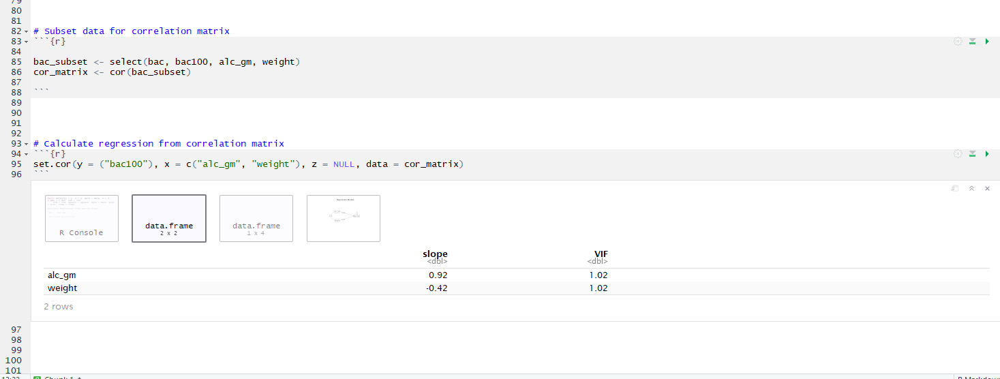 79
80
81
82 # Subset data for correlation matrix
83 ```{r}
84
85 bac_subset <- select(bac, bac100, alc_gm, weight)
86 cor_matrix <- cor(bac_subset)
87
88 ```
89
90
91
92
93 # Calculate regression from correlation matrix
94 ```{r}
95 set.cor(y = ("bac100"), x = c("alc_gm", "weight"), z = NULL, data = cor_matrix)
96 ```
R Console
data.frame
2 x 2
data.frame
1 x 4
slope VIF
<dbl> <dbl>
alc_gm 0.92 1.02
weight -0.42 1.02
2 rows
97
98
99
100
101
Chunk 1